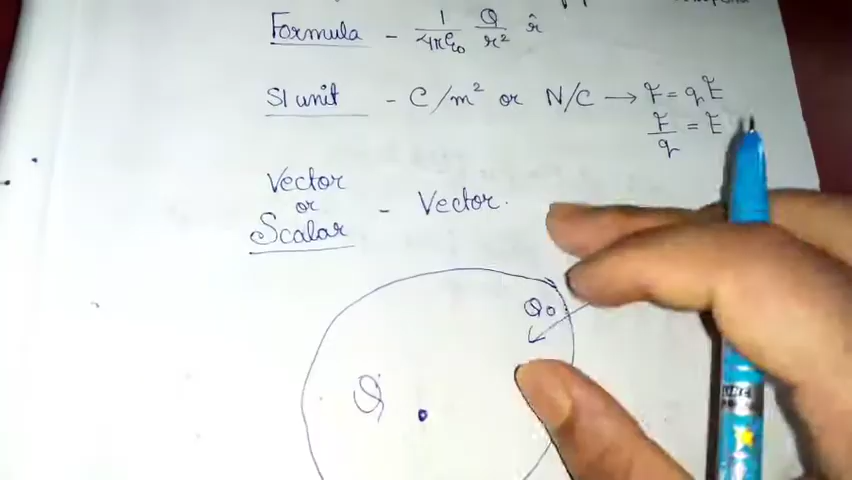 Formula - 1/4πε₀ Q/r² r̂
SI unit - C/m² or N/C → F = qE
F/q = E
Vector
or
Scalar - Vector.
Q₀
Q